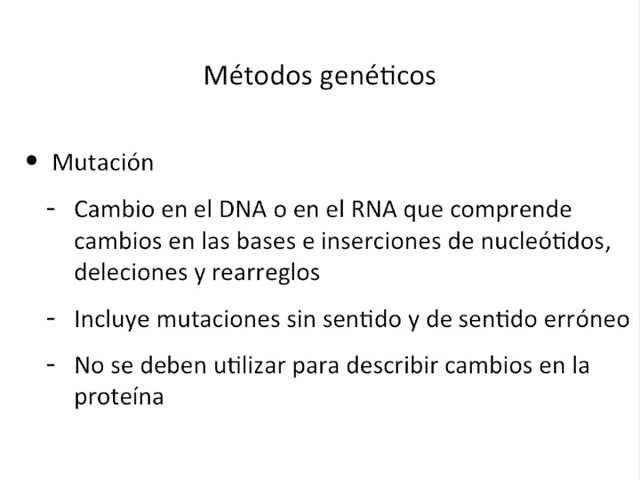 Métodos genéticos
• Mutación
- Cambio en el DNA o en el RNA que comprende
cambios en las bases e inserciones de nucleótidos,
deleciones y rearreglos
- Incluye mutaciones sin sentido y de sentido erróneo
- No se deben utilizar para describir cambios en la
proteína